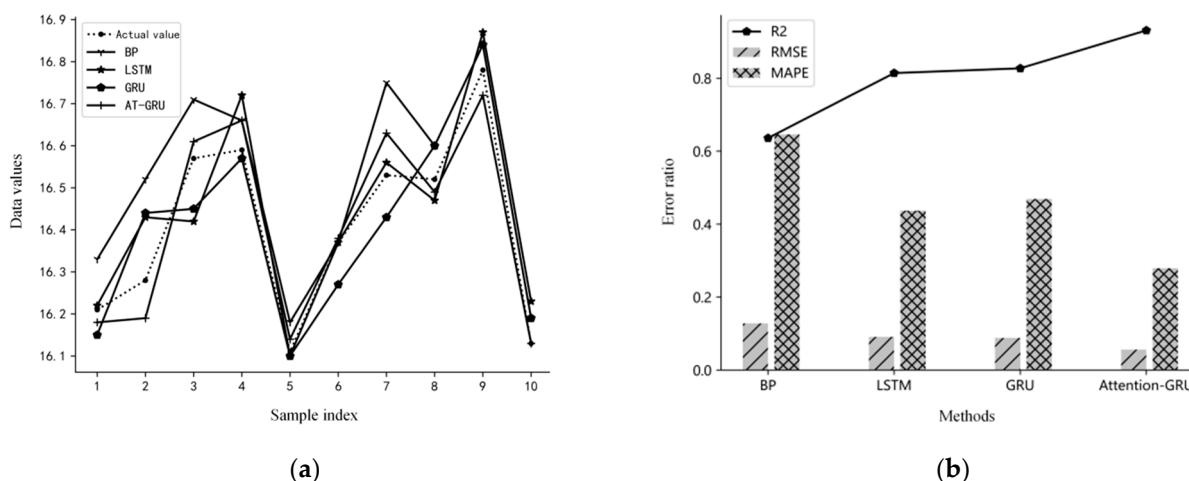 16.9
16.8
16.7
16.6
16.5
16.4
16.3
16.2
16.1
Data values
Actual value
BP
LSTM
GRU
AT-GRU
1 2 3 4 5 6 7 8 9 10
Sample index
(a)
0.8
0.6
0.4
0.2
0.0
Error ratio
R2
RMSE
MAPE
BP LSTM GRU Attention-GRU
Methods
(b)